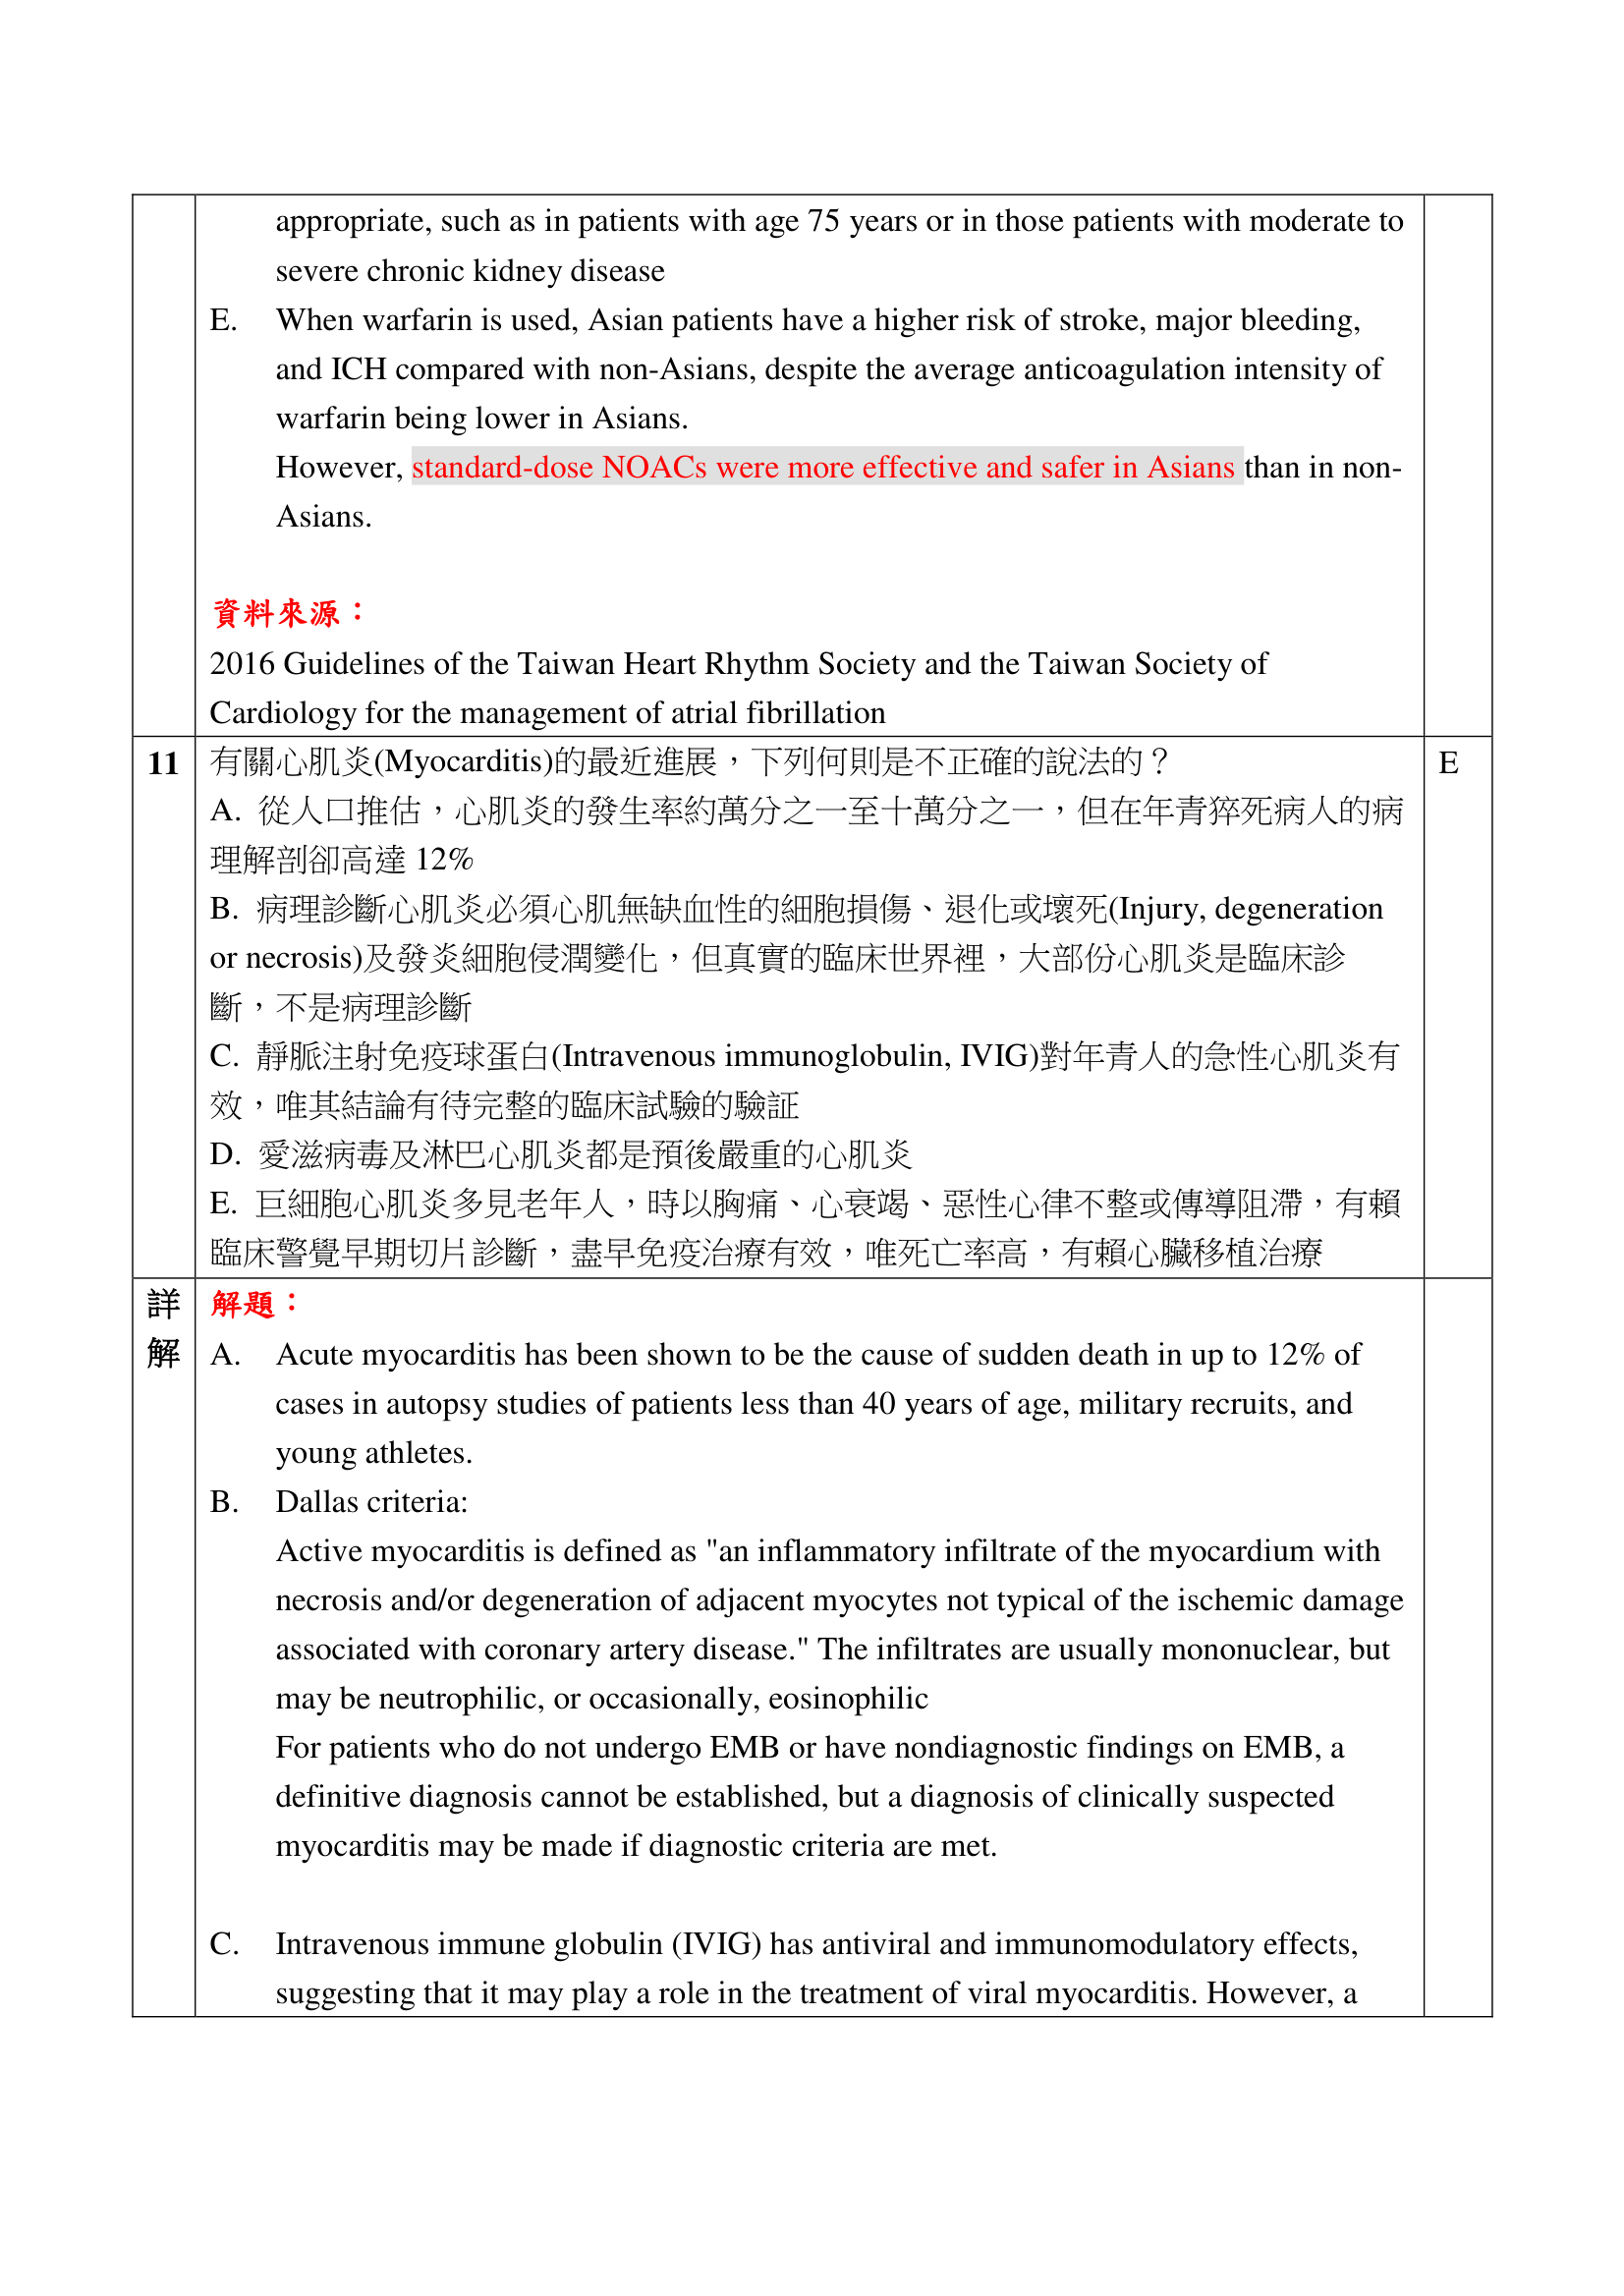 appropriate, such as in patients with age 75 years or in those patients with moderate to
severe chronic kidney disease
E. When warfarin is used, Asian patients have a higher risk of stroke, major bleeding,
and ICH compared with non-Asians, despite the average anticoagulation intensity of
warfarin being lower in Asians.
However, standard-dose NOACs were more effective and safer in Asians than in non-
Asians.
資料來源：
2016 Guidelines of the Taiwan Heart Rhythm Society and the Taiwan Society of
Cardiology for the management of atrial fibrillation
11 有關心肌炎(Myocarditis)的最近進展，下列何則是不正確的說法的？ E
A. 從人口推估，心肌炎的發生率約萬分之一至十萬分之一，但在年青猝死病人的病
理解剖卻高達 12%
B. 病理診斷心肌炎必須心肌無缺血性的細胞損傷、退化或壞死(Injury, degeneration
or necrosis)及發炎細胞侵潤變化，但真實的臨床世界裡，大部份心肌炎是臨床診
斷，不是病理診斷
C. 靜脈注射免疫球蛋白(Intravenous immunoglobulin, IVIG)對年青人的急性心肌炎有
效，唯其結論有待完整的臨床試驗的驗証
D. 愛滋病毒及淋巴心肌炎都是預後嚴重的心肌炎
E. 巨細胞心肌炎多見老年人，時以胸痛、心衰竭、惡性心律不整或傳導阻滯，有賴
臨床警覺早期切片診斷，盡早免疫治療有效，唯死亡率高，有賴心臟移植治療
詳 解題：
解 A. Acute myocarditis has been shown to be the cause of sudden death in up to 12% of
cases in autopsy studies of patients less than 40 years of age, military recruits, and
young athletes.
B. Dallas criteria:
Active myocarditis is defined as "an inflammatory infiltrate of the myocardium with
necrosis and/or degeneration of adjacent myocytes not typical of the ischemic damage
associated with coronary artery disease." The infiltrates are usually mononuclear, but
may be neutrophilic, or occasionally, eosinophilic
For patients who do not undergo EMB or have nondiagnostic findings on EMB, a
definitive diagnosis cannot be established, but a diagnosis of clinically suspected
myocarditis may be made if diagnostic criteria are met.
C. Intravenous immune globulin (IVIG) has antiviral and immunomodulatory effects,
suggesting that it may play a role in the treatment of viral myocarditis. However, a